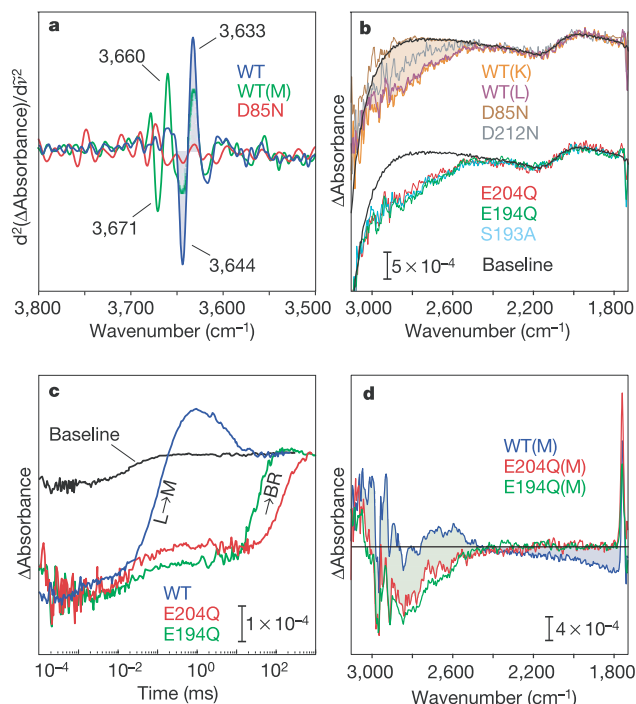 a
d²(ΔAbsorbance)/dṽ²
3,633
3,660
WT
WT(M)
D85N
3,671
3,644
3,800 3,700 3,600 3,500
Wavenumber (cm⁻¹)
b
ΔAbsorbance
WT(K)
WT(L)
D85N
D212N
E204Q
E194Q
S193A
5 × 10⁻⁴
Baseline
3,000 2,600 2,200 1,800
Wavenumber (cm⁻¹)
c
ΔAbsorbance
Baseline
L→M
→BR
WT
E204Q
E194Q
1 × 10⁻⁴
10⁻⁴ 10⁻² 10⁰ 10²
Time (ms)
d
ΔAbsorbance
WT(M)
E204Q(M)
E194Q(M)
4 × 10⁻⁴
3,000 2,600 2,200 1,800
Wavenumber (cm⁻¹)